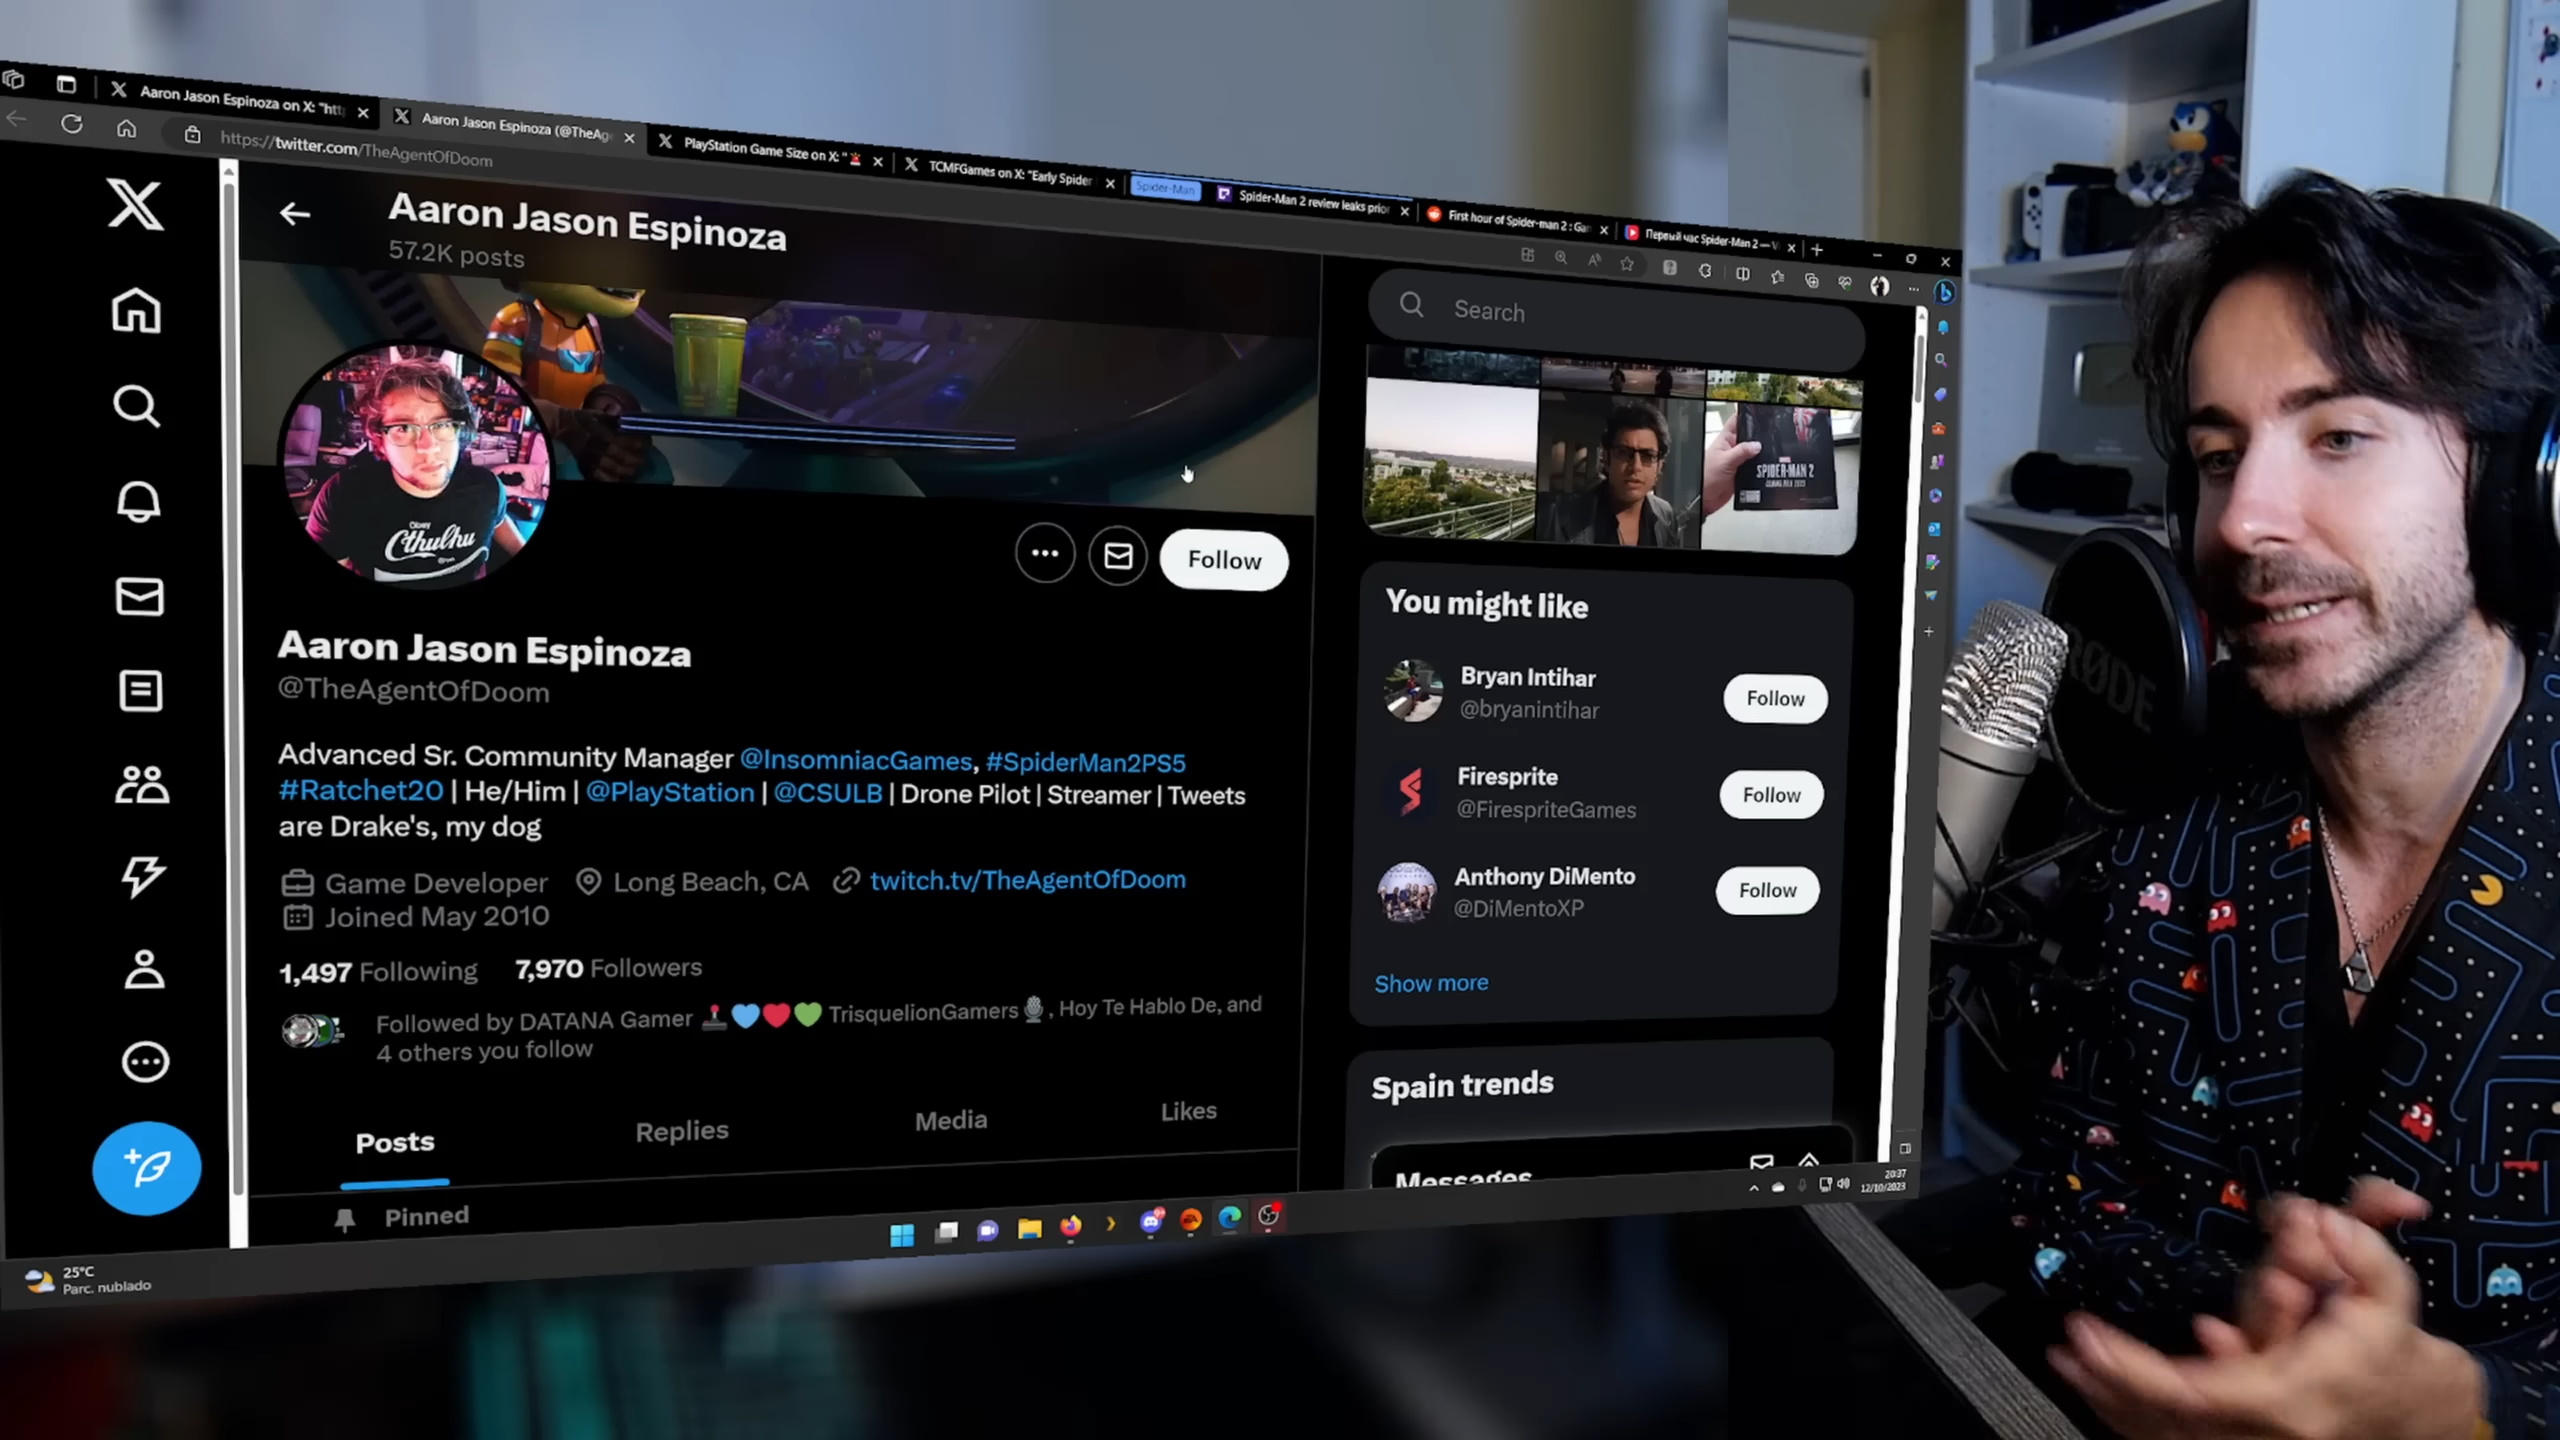 Aaron Jason Espinoza on X: "htt
Aaron Jason Espinoza (@TheAg
PlayStation Game Size on X: "
TCMFGames on X: "Early Spider
Spider-Man
Spider-Man 2 review leaks prior
First hour of Spider-man 2 : Gan
Первый час Spider-Man 2 —
https://twitter.com/TheAgentOfDoom
Aaron Jason Espinoza
57.2K posts
Search
Obey
Cthulhu
SPIDER-MAN 2
Follow
Aaron Jason Espinoza
@TheAgentOfDoom
Advanced Sr. Community Manager @InsomniacGames, #SpiderMan2PS5
#Ratchet20 | He/Him | @PlayStation | @CSULB | Drone Pilot | Streamer | Tweets
are Drake's, my dog
Game Developer Long Beach, CA twitch.tv/TheAgentOfDoom
Joined May 2010
1,497 Following 7,970 Followers
Followed by DATANA Gamer 🕹️💙❤️💚 TrisquelionGamers🎙️, Hoy Te Hablo De, and
4 others you follow
Posts Replies Media Likes
Pinned
You might like
Bryan Intihar
@bryanintihar
Follow
Firesprite
@FirespriteGames
Follow
Anthony DiMento
@DiMentoXP
Follow
Show more
Spain trends
Messages
20:37
12/10/2023
25°C
Parc. nublado
RØDE